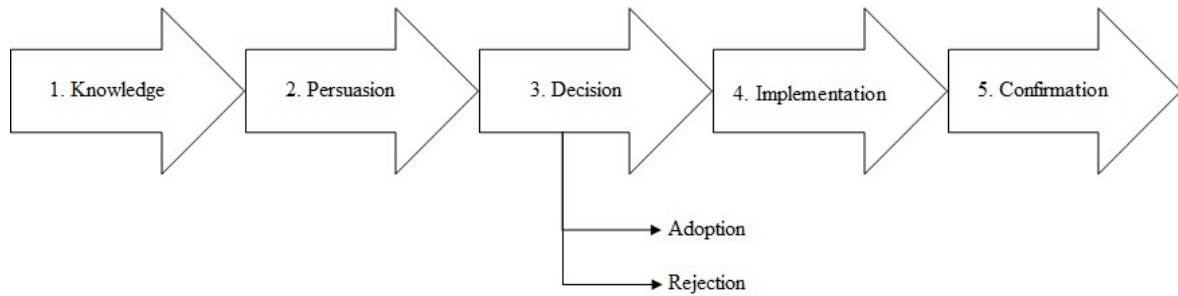 1. Knowledge
2. Persuasion
3. Decision
4. Implementation
5. Confirmation
Adoption
Rejection